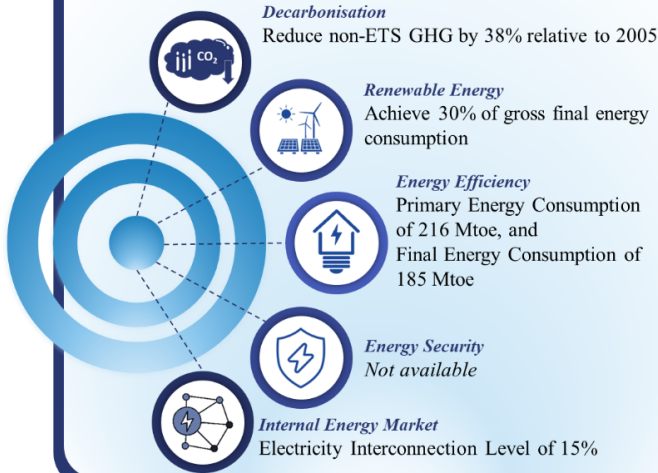 Decarbonisation
Reduce non-ETS GHG by 38% relative to 2005
CO2
Renewable Energy
Achieve 30% of gross final energy
consumption
Energy Efficiency
Primary Energy Consumption
of 216 Mtoe, and
Final Energy Consumption of
185 Mtoe
Energy Security
Not available
Internal Energy Market
Electricity Interconnection Level of 15%